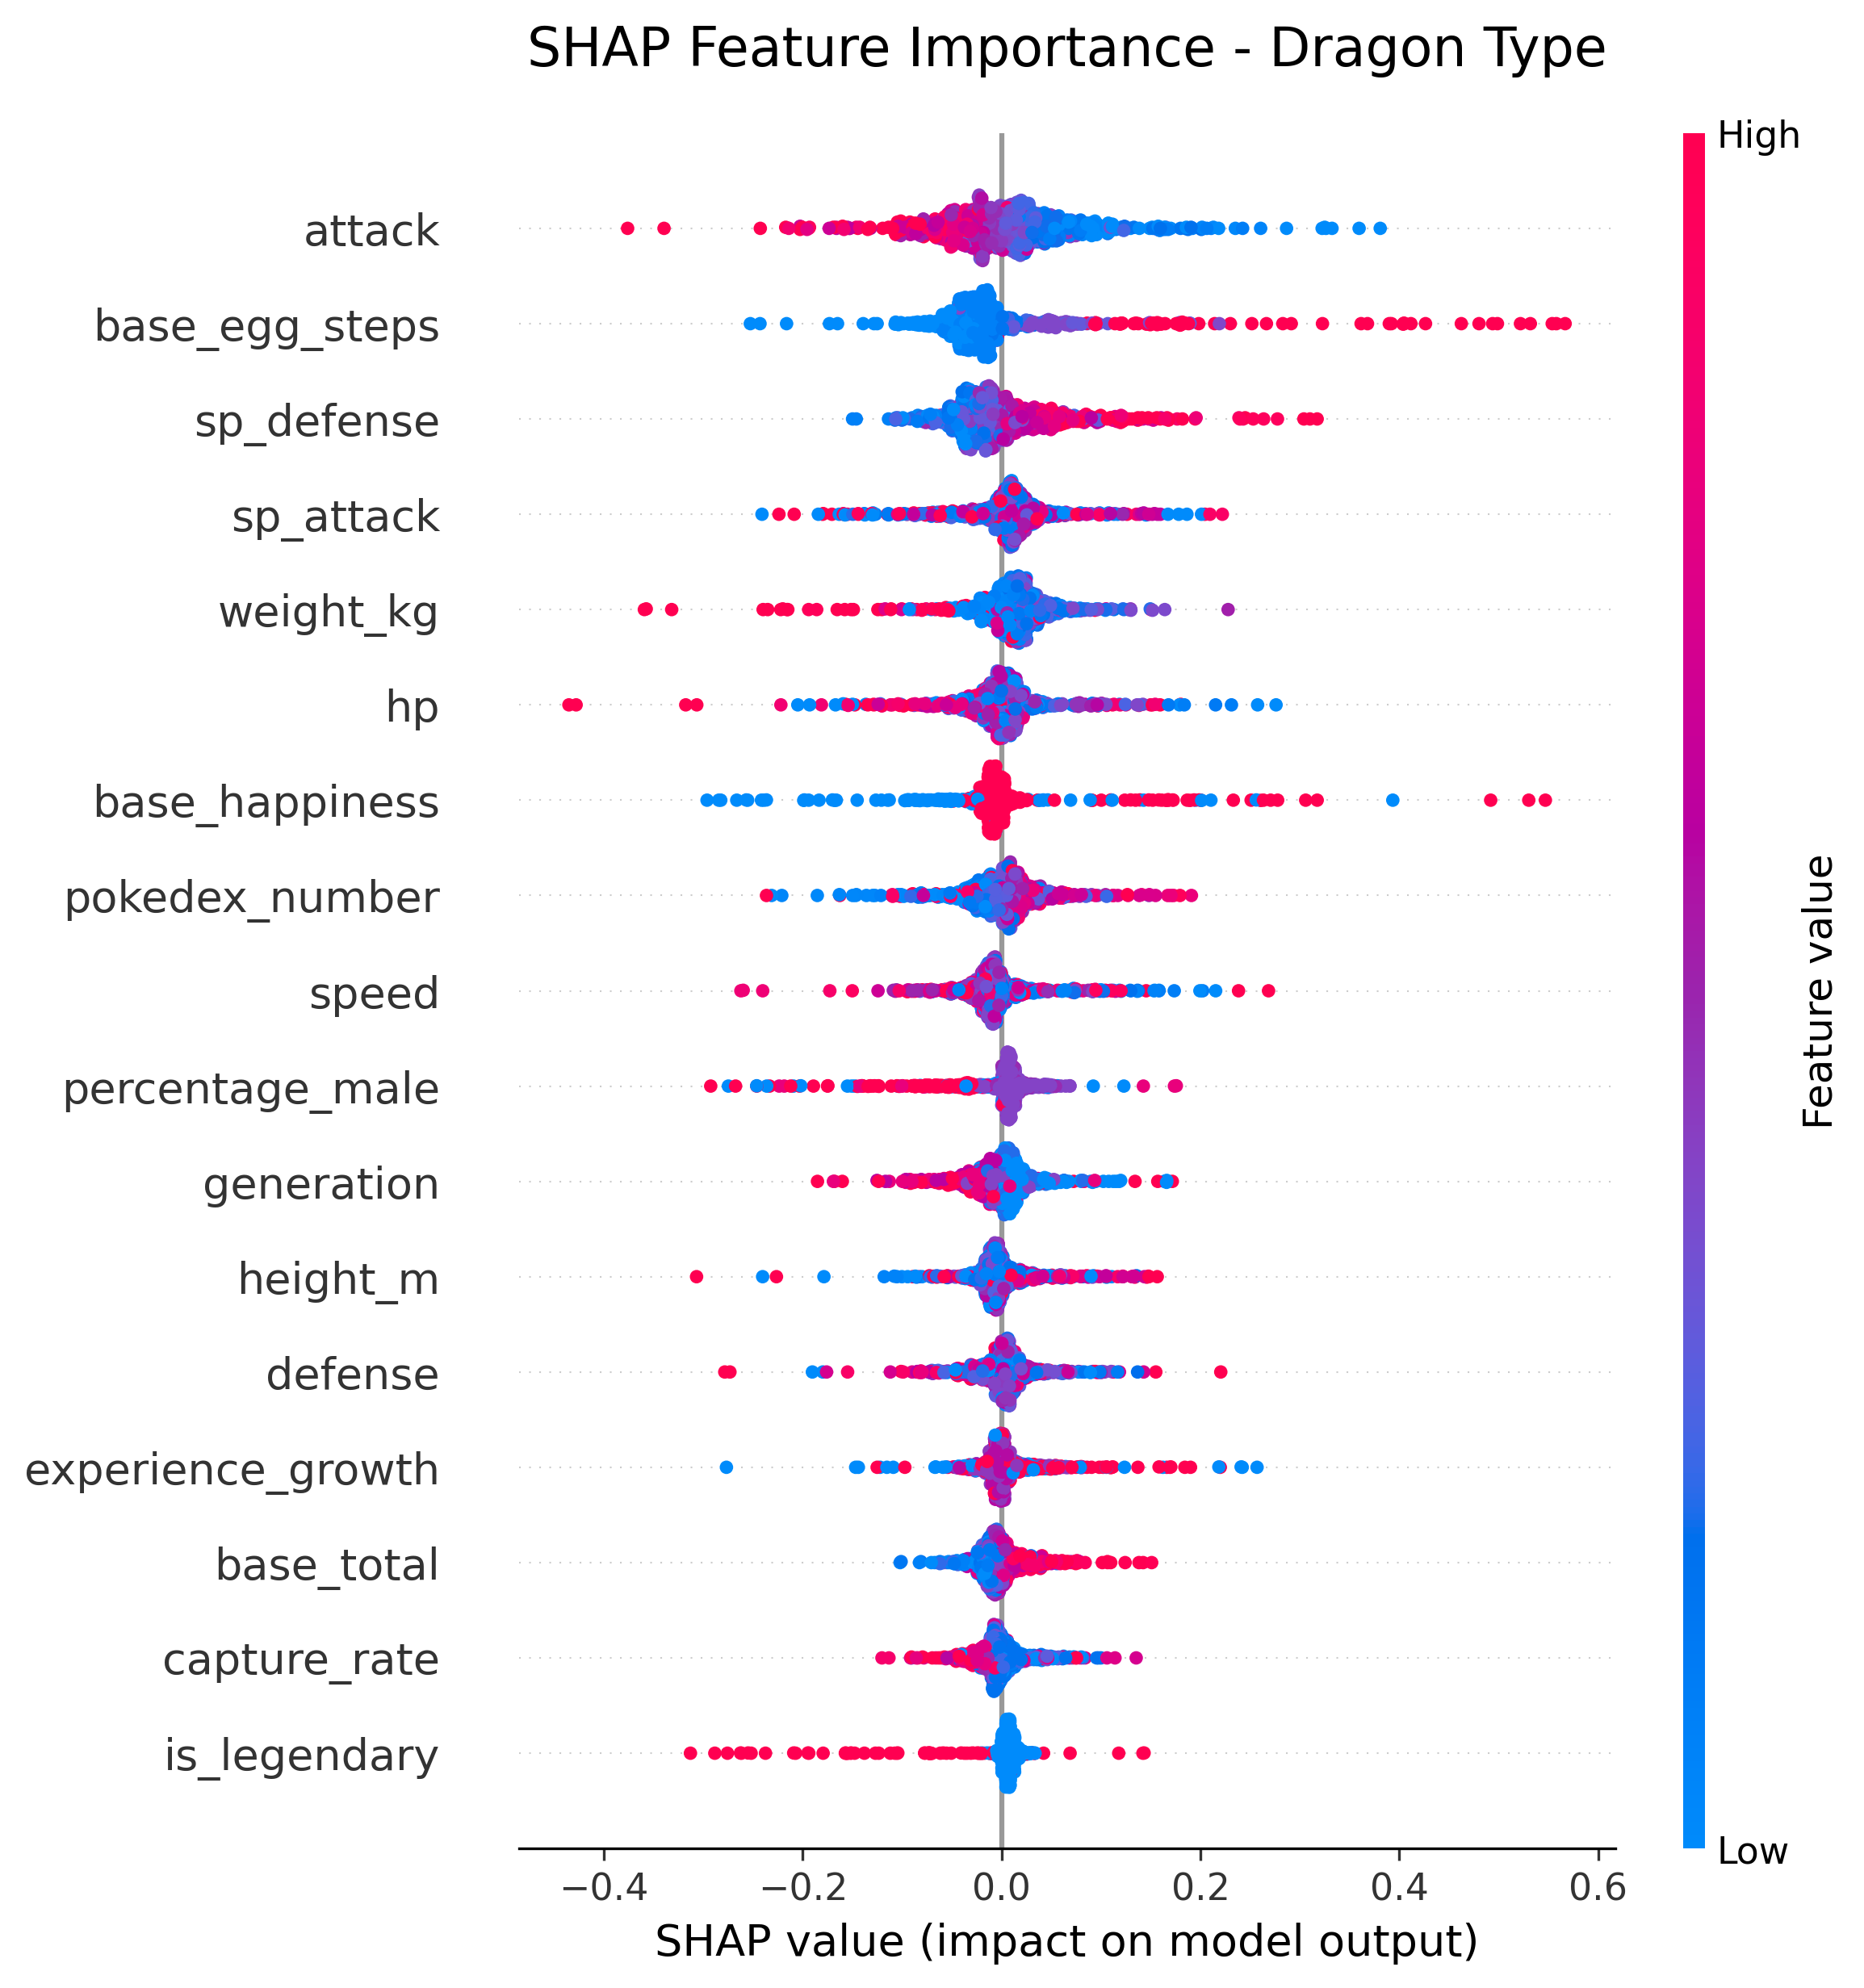 SHAP Feature Importance - Dragon Type
High
attack
base_egg_steps
sp_defense
sp_attack
weight_kg
hp
base_happiness
pokedex_number
speed
percentage_male
generation
height_m
defense
experience_growth
base_total
capture_rate
is_legendary
Feature value
Low
−0.4 −0.2 0.0 0.2 0.4 0.6
SHAP value (impact on model output)